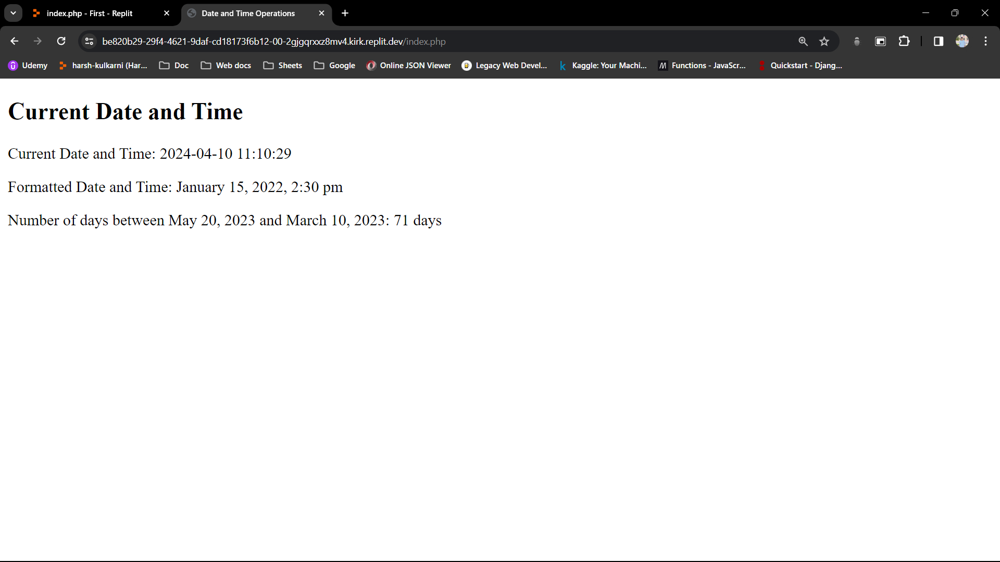 index.php - First - Replit
Date and Time Operations
be820b29-29f4-4621-9daf-cd18173f6b12-00-2gjgqrxxz8mv4.kirk.replit.dev/index.php
Udemy harsh-kulkarni (Har... Doc Web docs Sheets Google Online JSON Viewer Legacy Web Devel... Kaggle: Your Machi... Functions - JavaScr... Quickstart - Djang...
Current Date and Time
Current Date and Time: 2024-04-10 11:10:29
Formatted Date and Time: January 15, 2022, 2:30 pm
Number of days between May 20, 2023 and March 10, 2023: 71 days